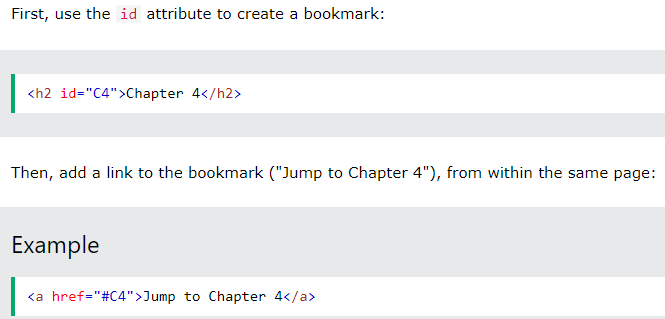 First, use the id attribute to create a bookmark:
<h2 id="C4">Chapter 4</h2>
Then, add a link to the bookmark ("Jump to Chapter 4"), from within the same page:
Example
<a href="#C4">Jump to Chapter 4</a>